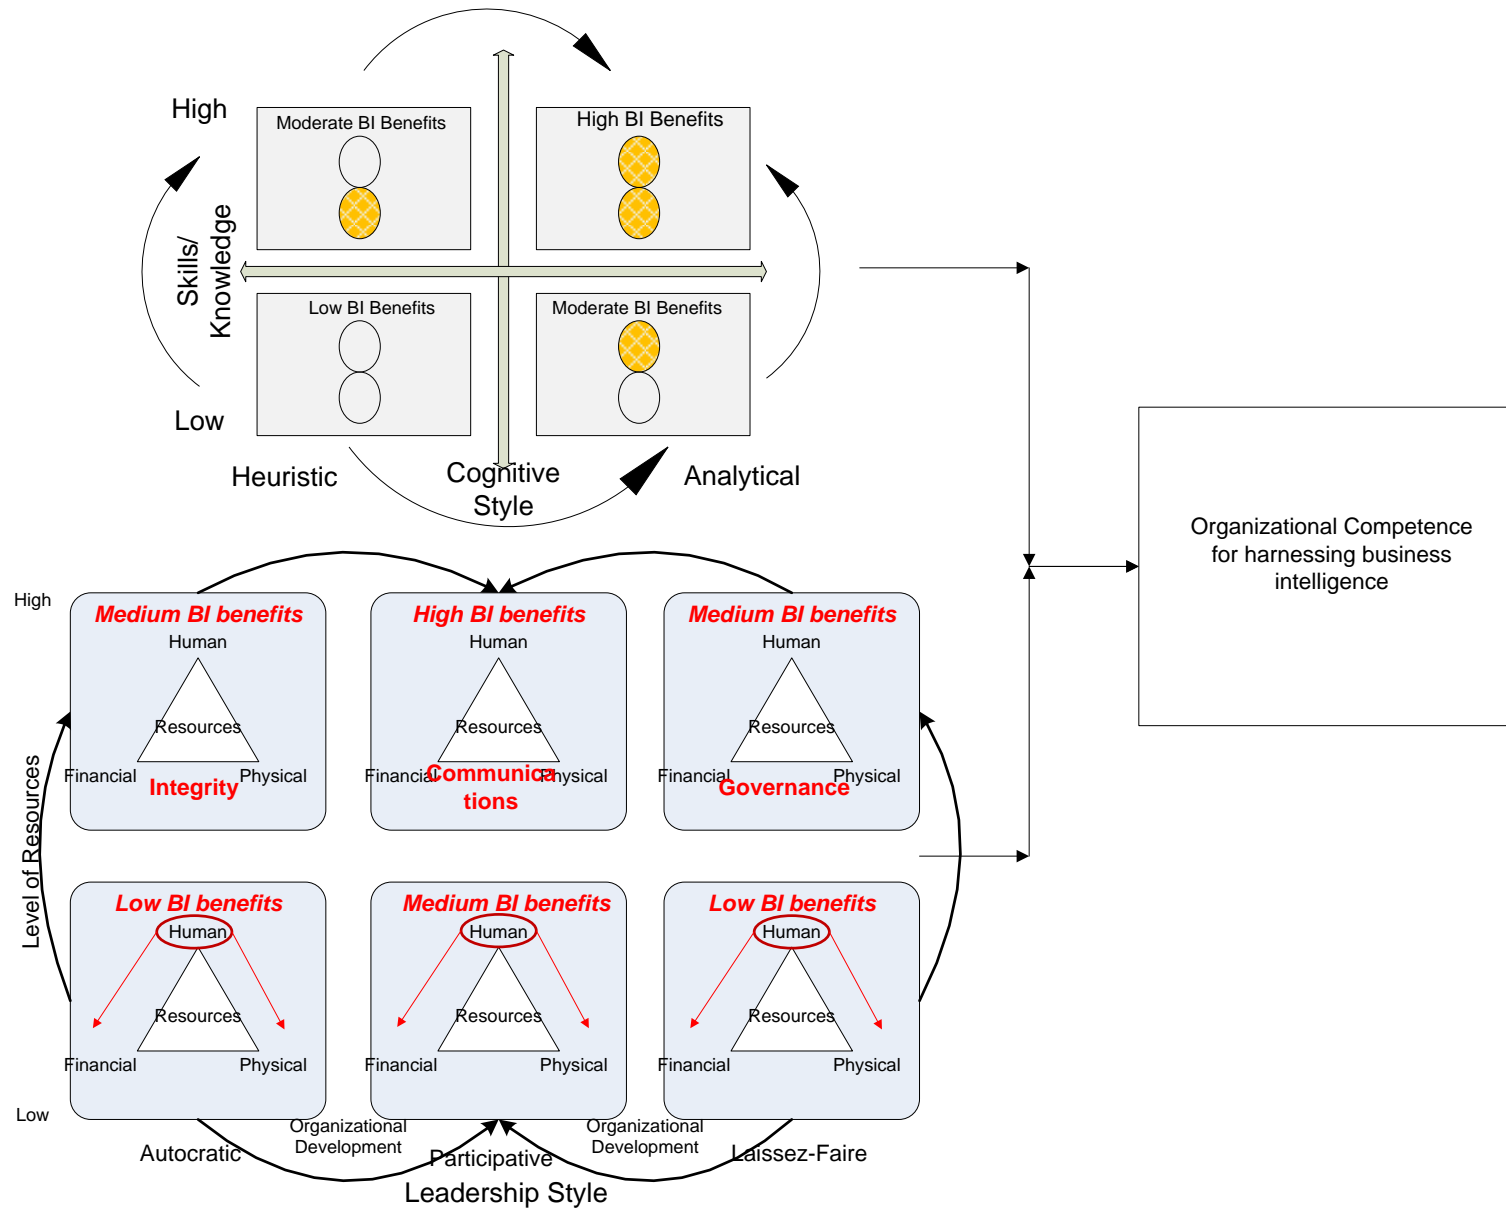 High
Moderate BI Benefits
High BI Benefits
Skills/
Knowledge
Low BI Benefits
Moderate BI Benefits
Low
Heuristic
Cognitive
Style
Analytical
Organizational Competence
for harnessing business
intelligence
High
Medium BI benefits
Human
Resources
Financial
Physical
Integrity
High BI benefits
Human
Resources
Financial
Physical
Communica
tions
Medium BI benefits
Human
Resources
Financial
Physical
Governance
Level of Resources
Low BI benefits
Human
Resources
Financial
Physical
Medium BI benefits
Human
Resources
Financial
Physical
Low BI benefits
Human
Resources
Financial
Physical
Low
Autocratic
Organizational
Development
Participative
Organizational
Development
Laissez-Faire
Leadership Style